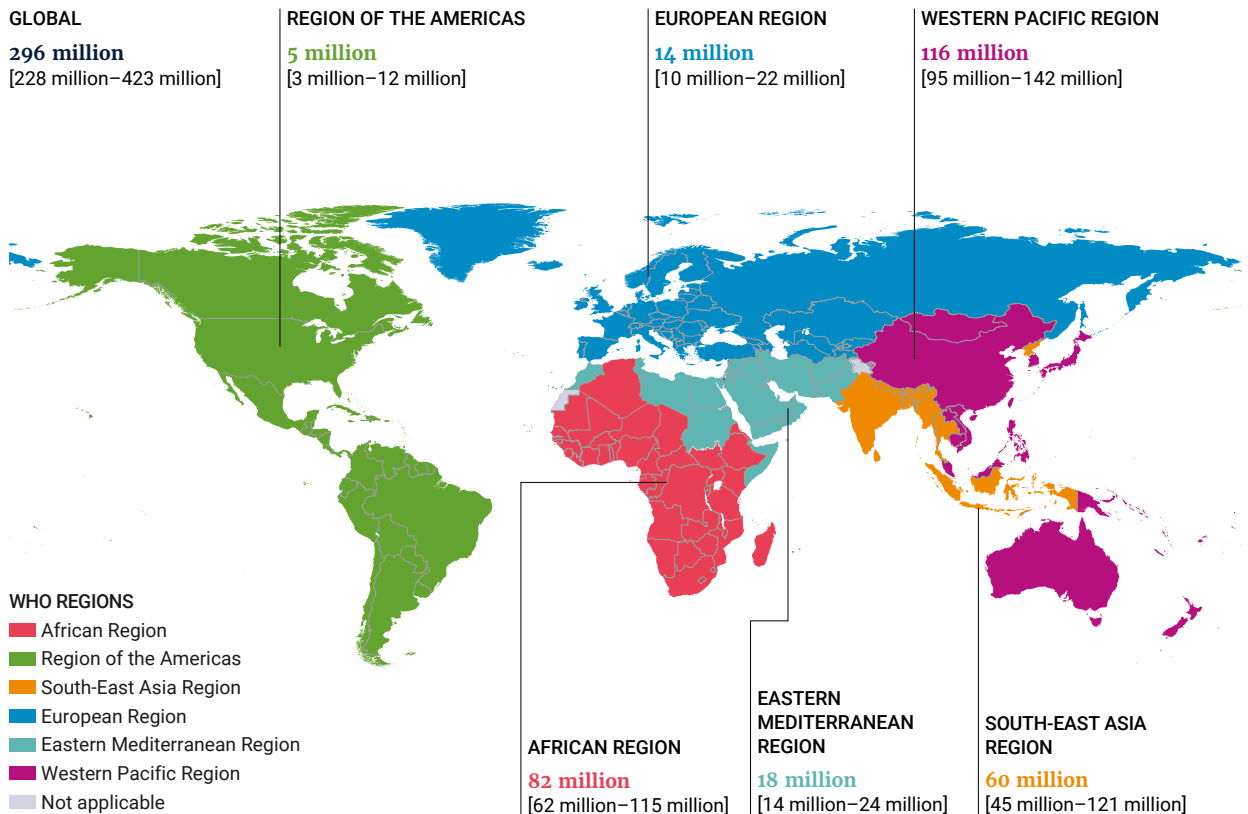 GLOBAL
296 million
[228 million–423 million]
REGION OF THE AMERICAS
5 million
[3 million–12 million]
EUROPEAN REGION
14 million
[10 million–22 million]
WESTERN PACIFIC REGION
116 million
[95 million–142 million]
WHO REGIONS
African Region
Region of the Americas
South-East Asia Region
European Region
Eastern Mediterranean Region
Western Pacific Region
Not applicable
AFRICAN REGION
82 million
[62 million–115 million]
EASTERN
MEDITERRANEAN
REGION
18 million
[14 million–24 million]
SOUTH-EAST ASIA
REGION
60 million
[45 million–121 million]